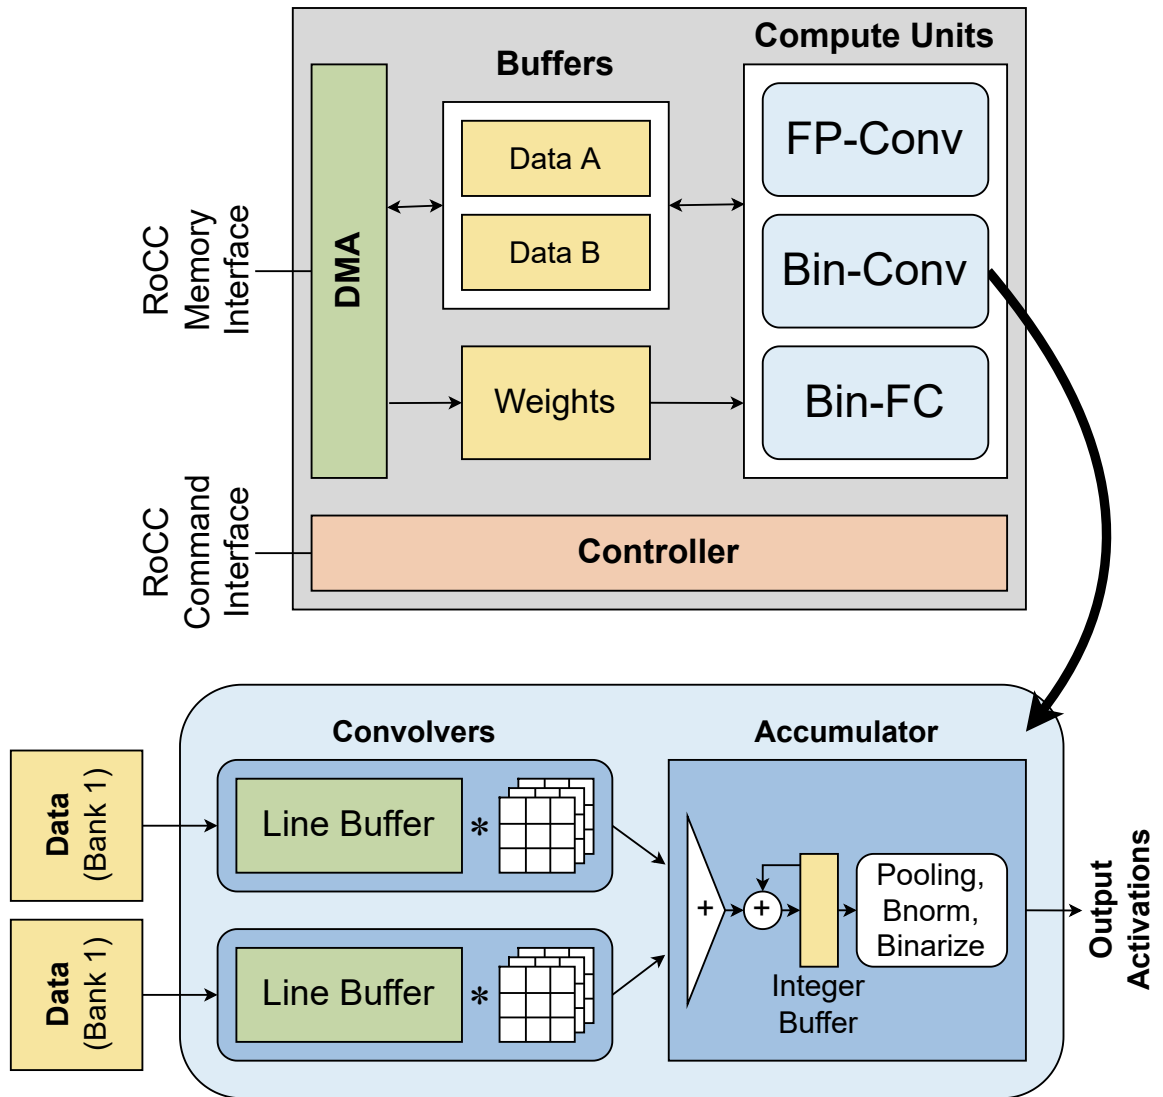 Compute Units
Buffers
FP-Conv
Data A
RoCC
Memory
Interface
DMA
Data B
Bin-Conv
Weights
Bin-FC
RoCC
Command
Interface
Controller
Convolvers
Accumulator
Data
(Bank 1)
Line Buffer
*
Data
(Bank 1)
Line Buffer
*
+
+
Pooling,
Bnorm,
Binarize
Integer
Buffer
Output
Activations